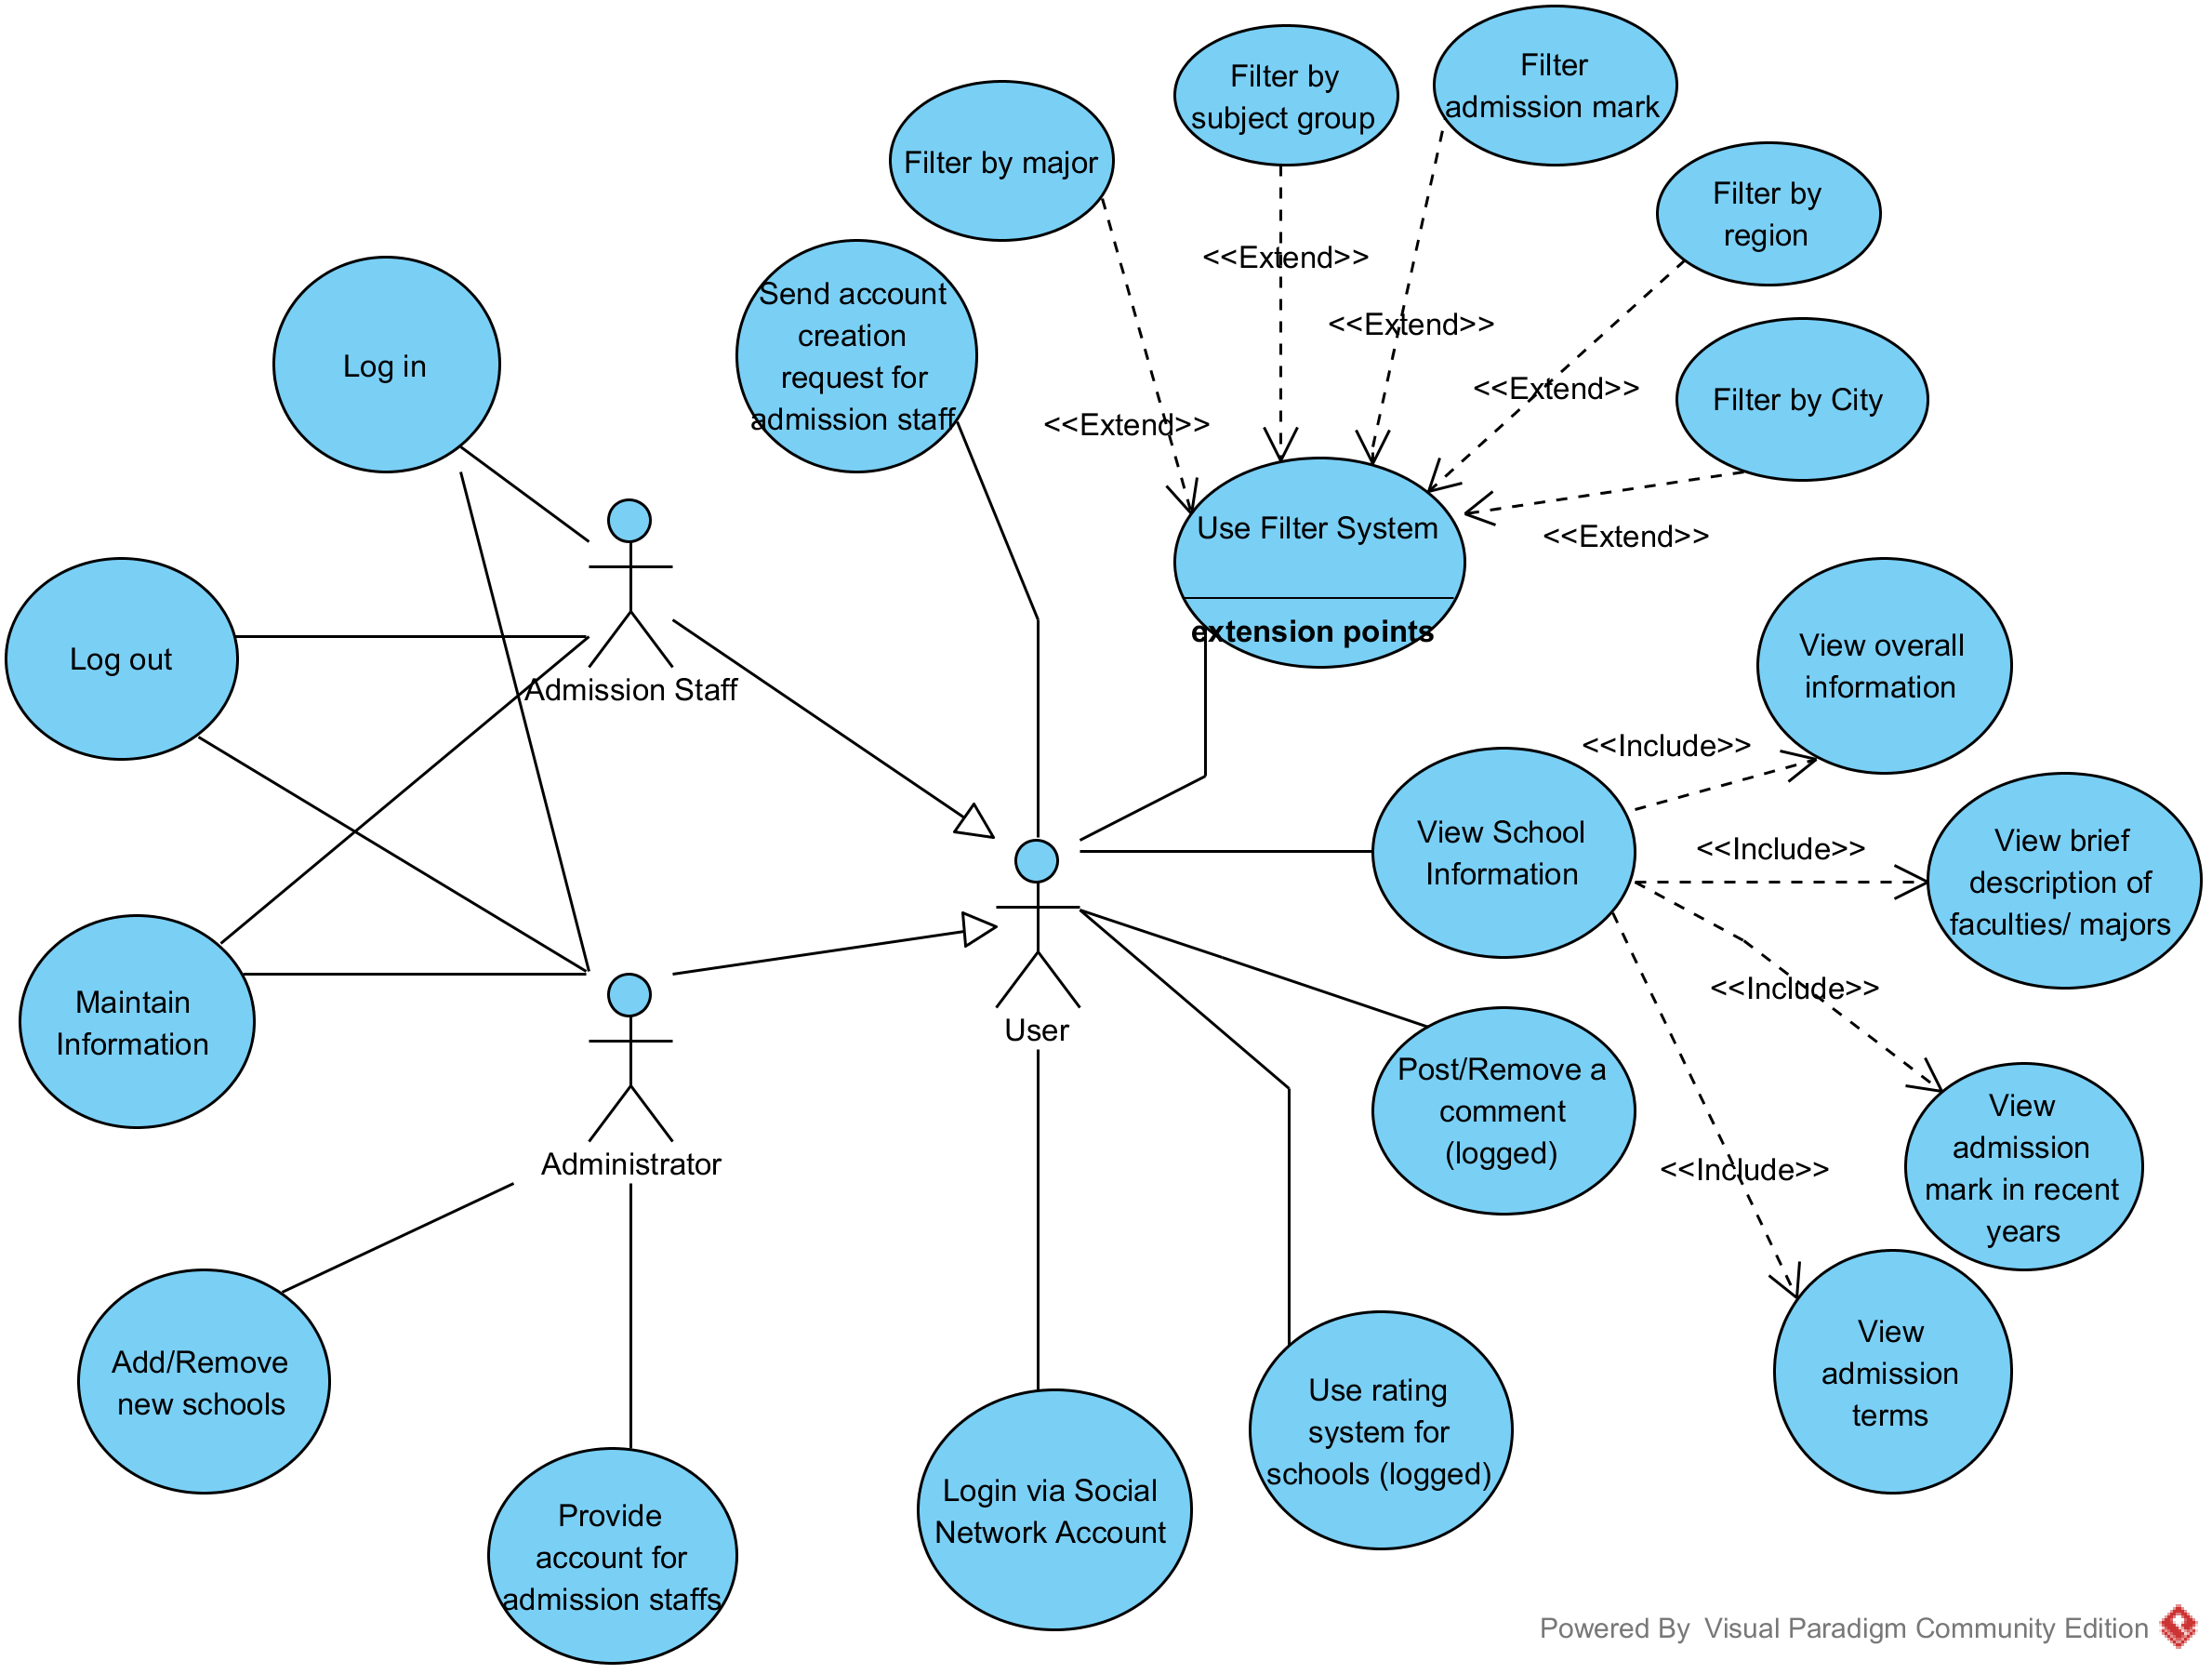 Filter
admission mark
Filter by
subject group
Filter by major
Filter by
region
<<Extend>>
Send account
creation
request for
admission staff
<<Extend>>
Log in
<<Extend>>
Filter by City
<<Extend>>
Use Filter System
<<Extend>>
extension points
Log out
Admission Staff
View overall
information
<<Include>>
View School
Information
<<Include>>
View brief
description of
faculties/ majors
<<Include>>
Maintain
Information
User
Post/Remove a
comment
(logged)
View
admission
mark in recent
years
Administrator
<<Include>>
Add/Remove
new schools
View
admission
terms
Use rating
system for
schools (logged)
Login via Social
Network Account
Provide
account for
admission staffs
Powered By Visual Paradigm Community Edition